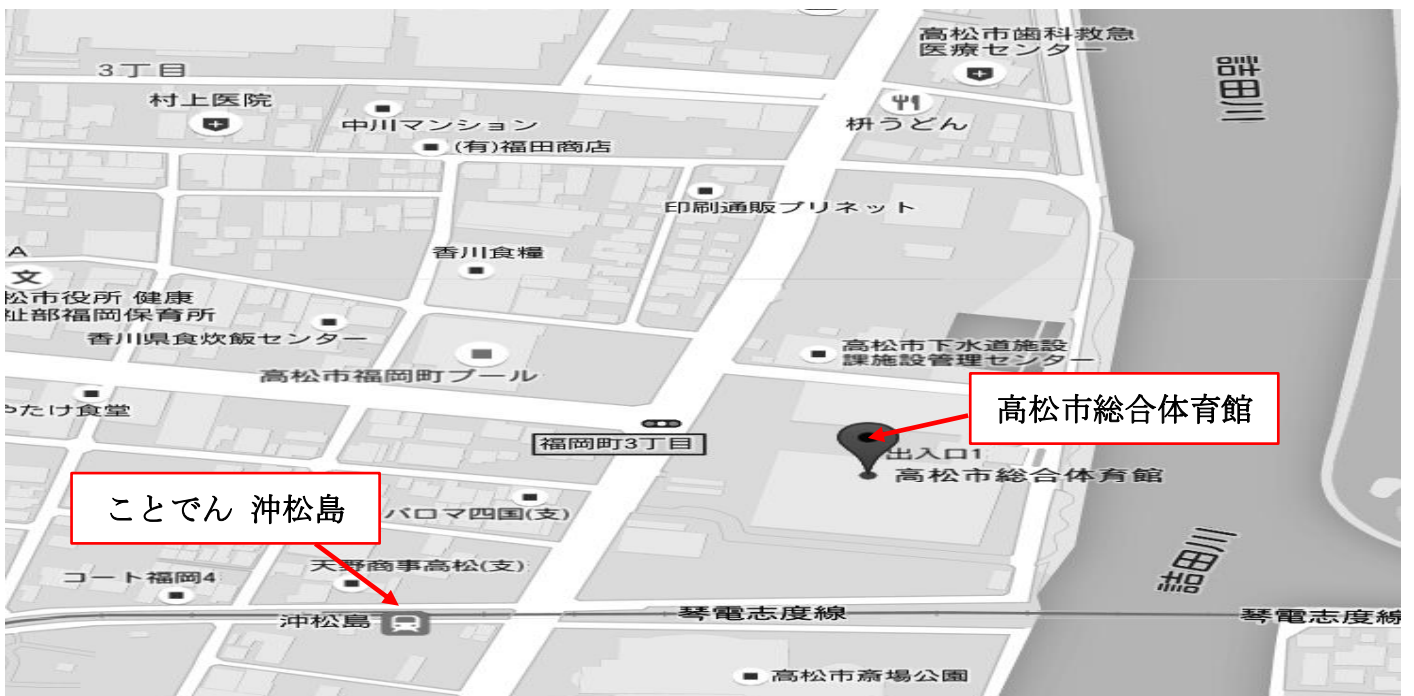 高松市歯科救急
医療センター
3丁目
詰田川
村上医院
中川マンション
枡うどん
(有)福田商店
印刷通販プリネット
A
香川食糧
文
松市役所 健康
祉部福岡保育所
香川県食炊飯センター
高松市下水道施設
課施設管理センター
高松市福岡町プール
高松市総合体育館
たけ食堂
福岡町3丁目
出入口1
高松市総合体育館
ことでん 沖松島
パロマ四国(支)
詰田川
天野商事高松(支)
コート福岡4
沖松島
琴電志度線
琴電志度線
高松市斎場公園